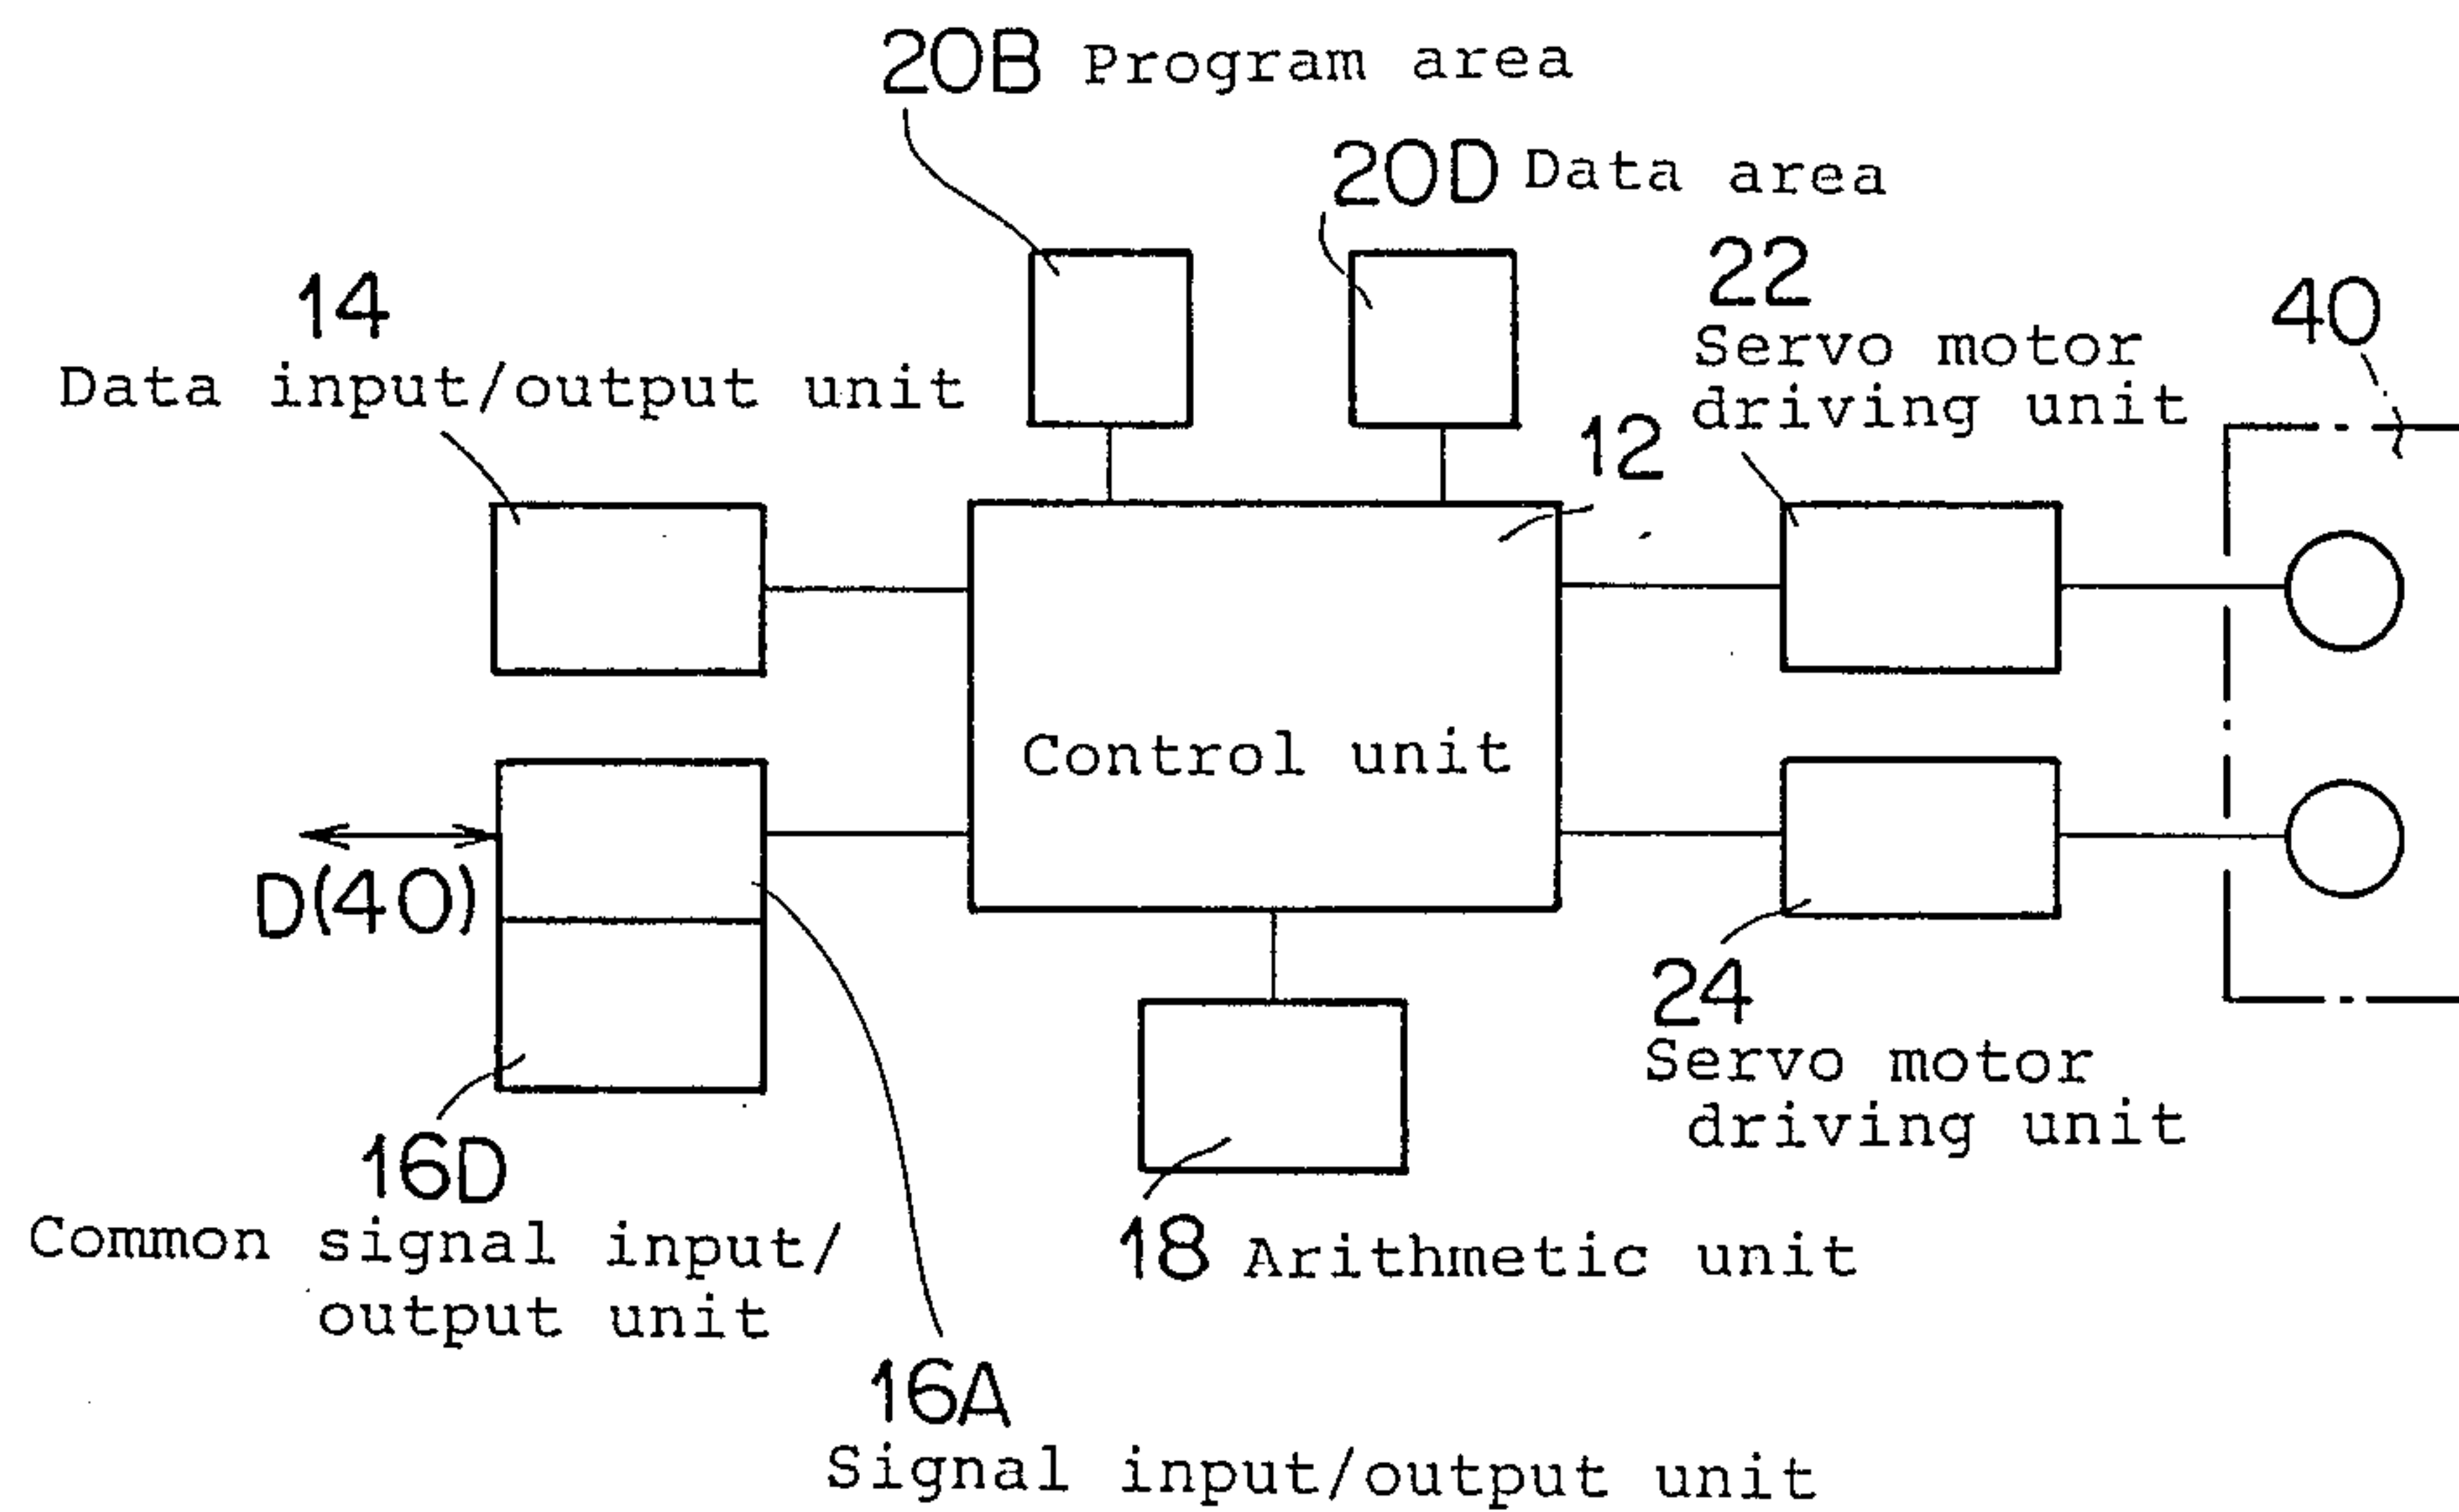 20B Program area
20D Data area
14
Data input/output unit
22
Servo motor
driving unit
40
12
Control unit
D(40)
16D
Common signal input/
output unit
24
Servo motor
driving unit
18 Arithmetic unit
16A
Signal input/output unit